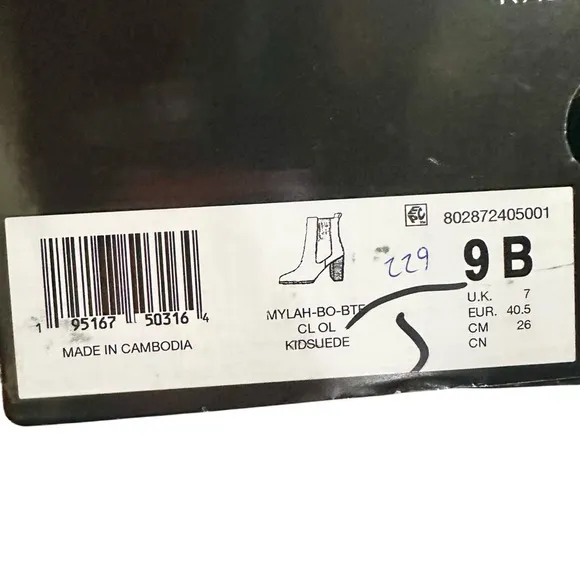 802872405001
9 B
229
1 95167 50316 4
MADE IN CAMBODIA
MYLAH-BO-BTE
CL OL
KIDSUEDE
U.K. 7
EUR. 40.5
CM 26
CN